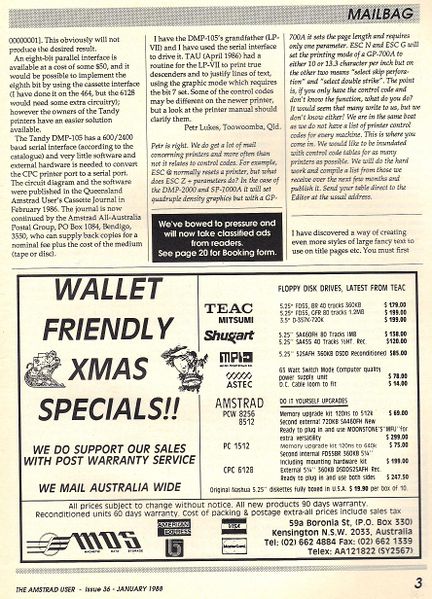 MAILBAG
00000001]. This obviously will not
produce the desired result.
An eight-bit parallel interface
is available at a cost of some $50, and it
would be possible to implement the
eighth bit by using the cassette interface
(I have done it on the 464, but the 6128
would need some extra circuitry);
however the owners of the Tandy
printers have an easier solution
available.
The Tandy DMP-105 has a 600/2400
baud serial interface (according to the
catalogue) and very little software and
external hardware is needed to convert
the CPC printer port to a serial port.
The circuit diagram and the software
were published in the Queensland
Amstrad User's Cassette Journal in
February 1986. The journal is now
continued by the Amstrad All-Australia
Postal Group, PO Box 1084, Bendigo,
3550, who can supply back copies for a
nominal fee plus the cost of the medium
(tape or disc).
I have the DMP-105's grandfather (LP-
VII) and I have used the serial interface
to drive it. TAU (April 1986) had a
routine for the LP-VII to print true
descenders and to justify lines of text,
using the graphic mode which requires
the bit 7 set. Some of the control codes
may be different on the newer printer,
but a look at the printer manual should
clarify them.
Petr Lukes, Toowoomba, Qld.
Petr is right. We do get a lot of mail
concerning printers and more often than
not it relates to control codes. For example,
ESC @ normally resets a printer, but what
does ESC Z + parameters do? In the case of
the DMP-2000 and SP-1000A it will set
quadruple density graphics but with a GP-
We've bowed to pressure and
will now take classified ads
from readers.
See page 20 for Booking form.
700A it sets the page length and requires
only one parameter. ESC N and ESC G will
set the printing mode of a GP-700A to
either 10 or 13.3 character per inch but on
the other two means "select skip perfora-
tion" and "select double strike". The point
is, if you only have the control code and
don't know the function, what do you do?
It would seem that many write to us, but we
don't know either! We are in the same boat
as we do not have a list of printer control
codes for every machine. This is where you
come in. We would like to be inundated
with control code tables for as many
printers as possible. We will do the hard
work and compile a list from those we
receive over the next few months and
publish it. Send your table direct to the
Editor at the usual address.
I have discovered a way of creating
even more styles of large fancy text to
use on title pages etc. You must first
WALLET
FRIENDLY
XMAS
SPECIALS!!
WE DO SUPPORT OUR SALES
WITH POST WARRANTY SERVICE
WE MAIL AUSTRALIA WIDE
FLOPPY DISK DRIVES, LATEST FROM TEAC
TEAC
MITSUMI
5.25" FD55, BR 40 tracks 360KB $ 179.00
5.25" FD55, GFR 80 tracks 1.2MB $ 199.00
3.5" D-357C-720K $ 199.00
Shugart
5.25" SA460FH 80 Tracks 1MB $ 158.00
5.25" SA455 40 Tracks ½HT. Rec. $ 120.00
MPI
5.25" 52SAFH 360KB DSDD Reconditioned $85.00
ASTEC
65 Watt Switch Mode Computer quality
power supply unit $ 78.00
D.C. Cable loom to fit $ 14.00
AMSTRAD
DO IT YOURSELF UPGRADES
PCW 8256
8512
Memory upgrade kit 120ns to 512k $ 69.00
Second external 720KB SA460FH New
Ready to plug in and use MOONSTONE'S "MFU" for
extra versatility $ 299.00
PC 1512
Memory upgrade kit 120ns to 640k $ 75.00
Second internal FD55BR 360KB 5¼"
Including mounting hardware kit $ 199.00
CPC 6128
External 5¼" 360KB DSDD525AFH Rec.
Ready to plug in and use both sides $ 247.50
Original Nashua 5.25" diskettes fully boxed in U.S.A. $ 19.90 per box of 10.
All prices subject to change without notice. All new products 90 days warranty.
Reconditioned units 60 days warranty. Cost of packing & postage extra-all prices include sales tax
MDS
MAGNETIC DATA STORAGE
AMERICAN
EXPRESS
VISA
MasterCard
59a Boronia St, (P.O. Box 330)
Kensington N.S.W. 2033, Australia
Tel: (02) 662 4884 Fax: (02) 662 1339
Telex: AA121822 (SY2567)
THE AMSTRAD USER - Issue 36 - JANUARY 1988
3